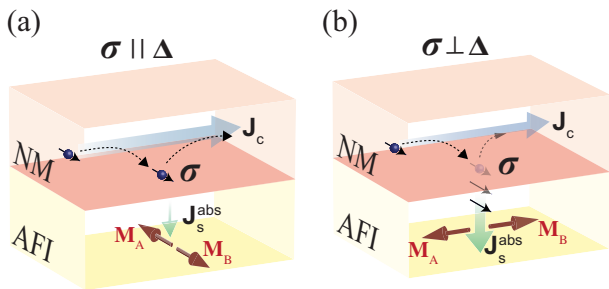 (a)
σ || Δ
J_c
NM
σ
J_s^abs
AFI
M_A
M_B
(b)
σ ⊥ Δ
J_c
NM
σ
AFI
M_A
M_B
J_s^abs